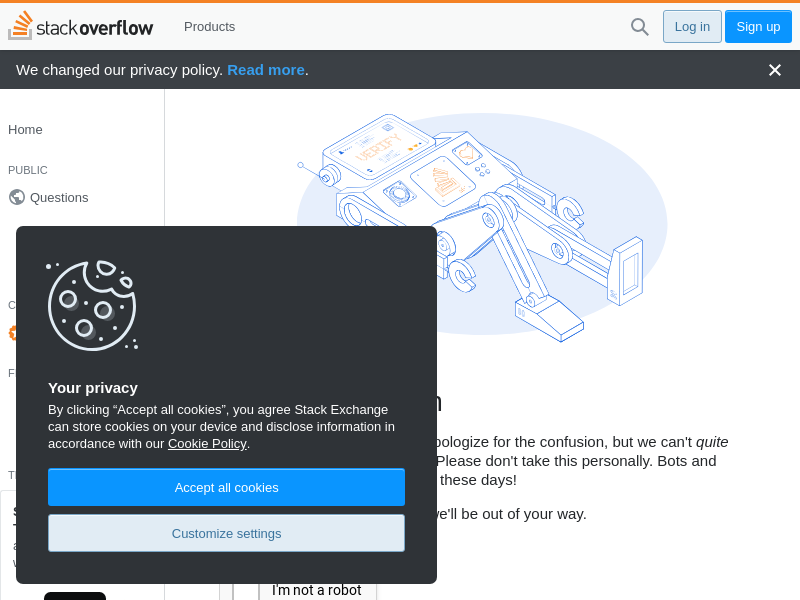 stackoverflow
Products
Log in
Sign up
We changed our privacy policy. Read more.
Home
PUBLIC
Questions
VERIFY
Your privacy
By clicking “Accept all cookies”, you agree Stack Exchange
can store cookies on your device and disclose information in
accordance with our Cookie Policy.
Accept all cookies
Customize settings
apologize for the confusion, but we can't quite
Please don't take this personally. Bots and
these days!
we'll be out of your way.
I'm not a robot